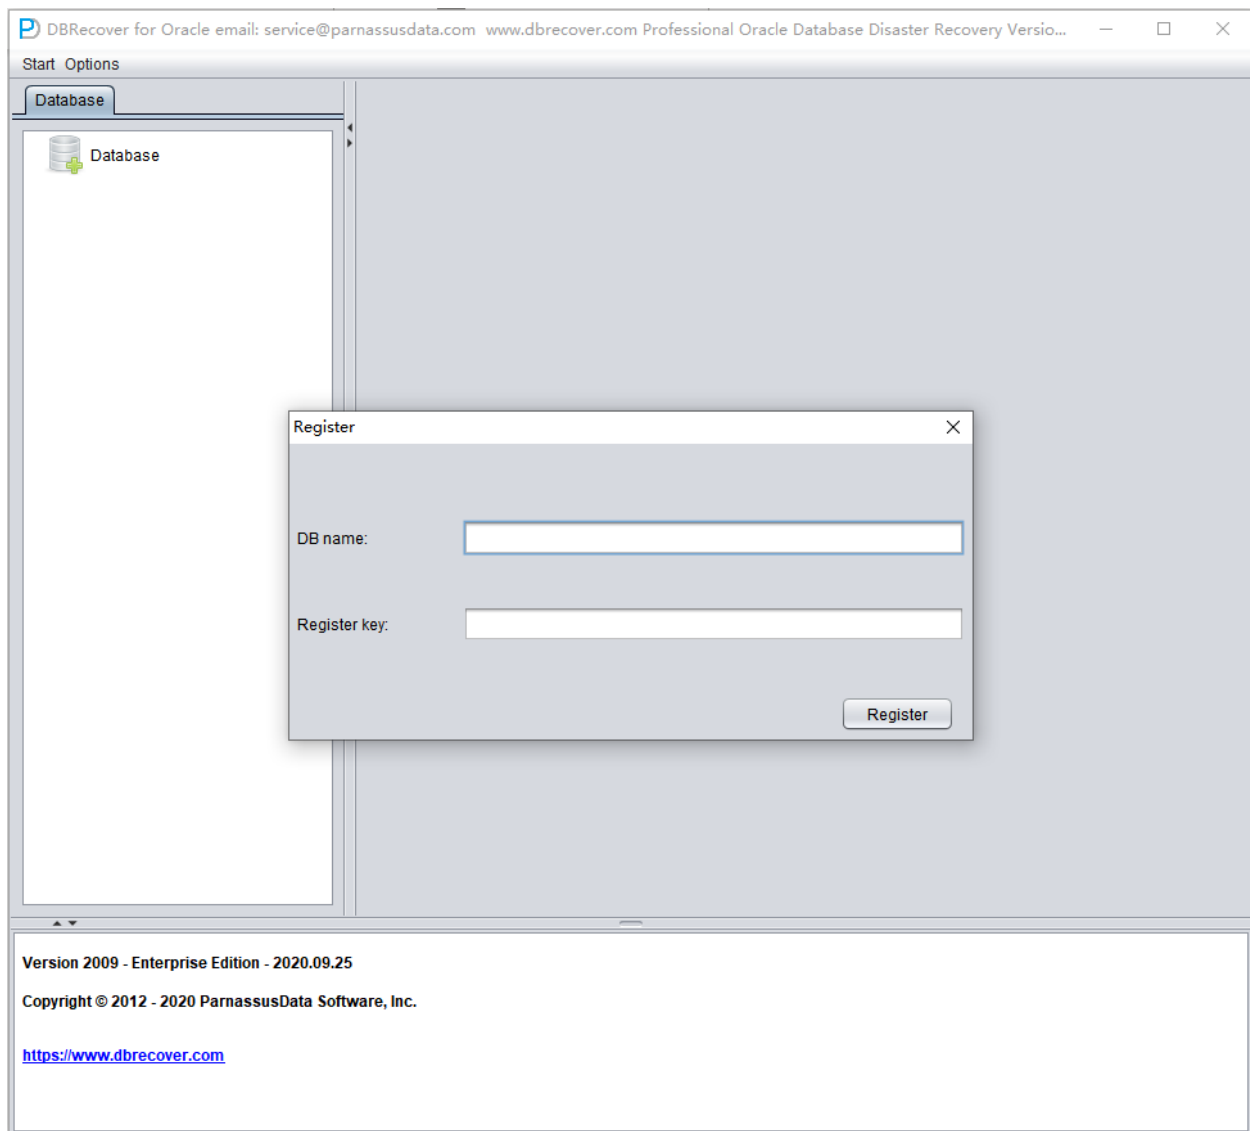 DBRecover for Oracle email: service@parnassusdata.com www.dbrecover.com Professional Oracle Database Disaster Recovery Versio...
Start Options
Database
Database
Register
DB name:
Register key:
Register
Version 2009 - Enterprise Edition - 2020.09.25
Copyright © 2012 - 2020 ParnassusData Software, Inc.
https://www.dbrecover.com